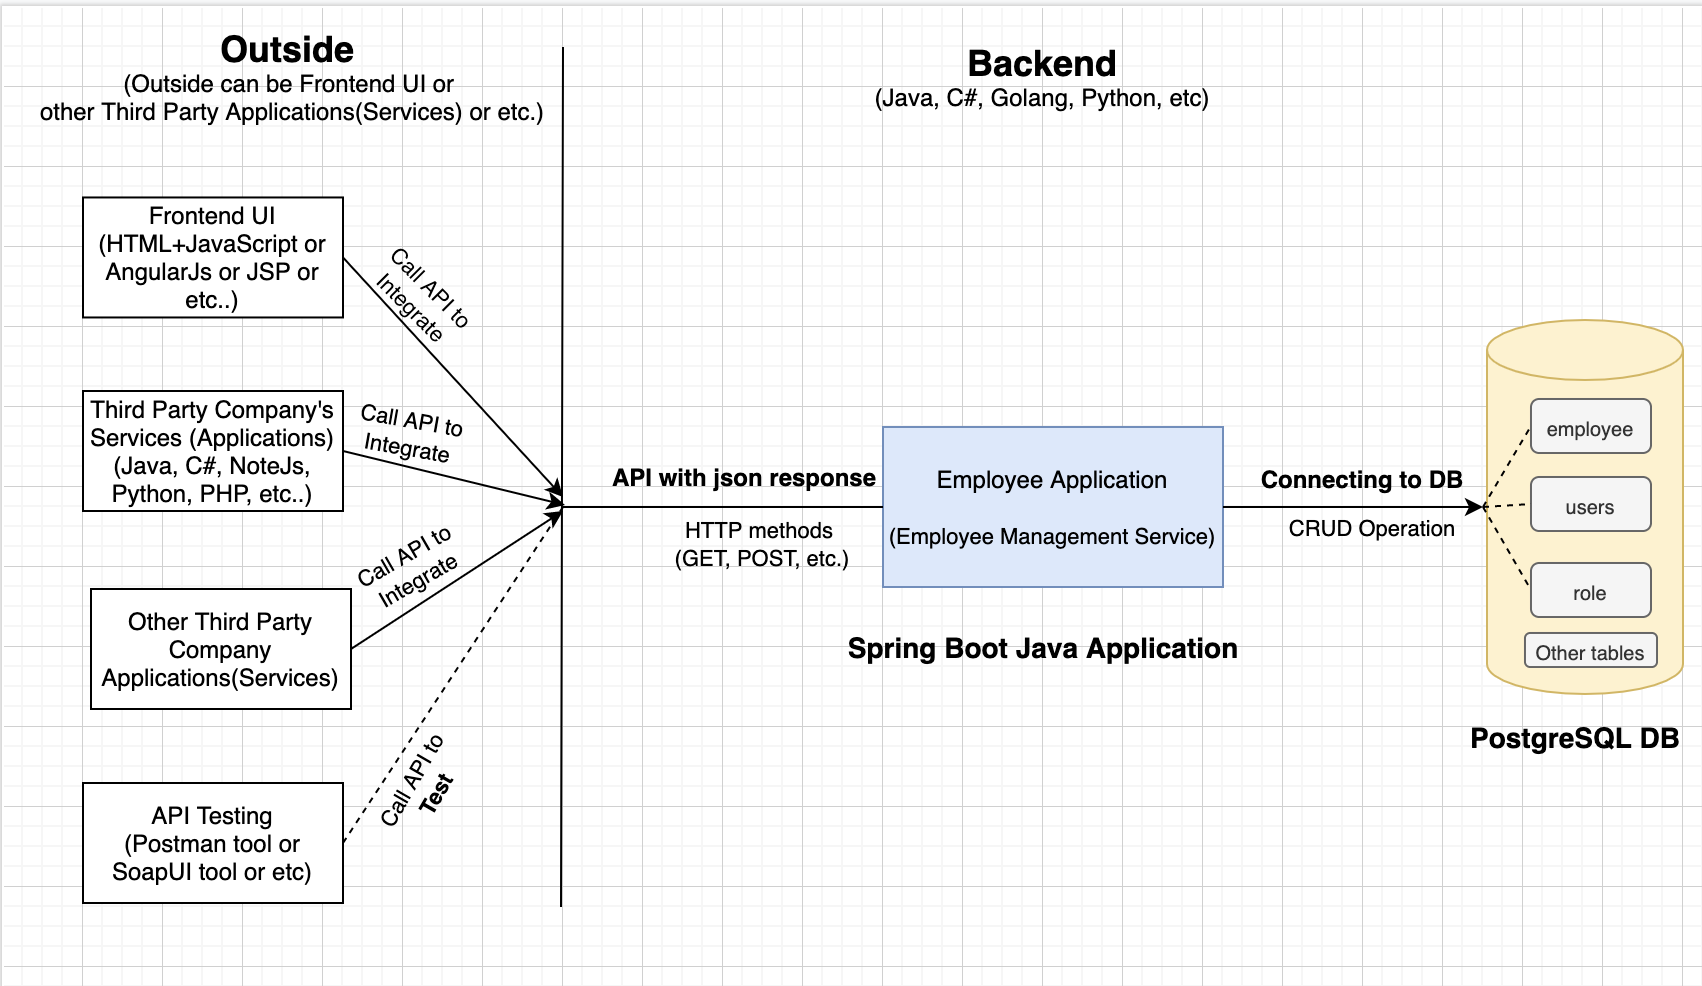 Outside
(Outside can be Frontend UI or
other Third Party Applications(Services) or etc.)
Backend
(Java, C#, Golang, Python, etc)
Frontend UI
(HTML+JavaScript or
AngularJs or JSP or
etc..)
Call API to
Integrate
Third Party Company's
Services (Applications)
(Java, C#, NoteJs,
Python, PHP, etc..)
Call API to
Integrate
Other Third Party
Company
Applications(Services)
Call API to
Integrate
API Testing
(Postman tool or
SoapUI tool or etc)
Call API to
Test
API with json response
HTTP methods
(GET, POST, etc.)
Employee Application
(Employee Management Service)
Spring Boot Java Application
Connecting to DB
CRUD Operation
employee
users
role
Other tables
PostgreSQL DB